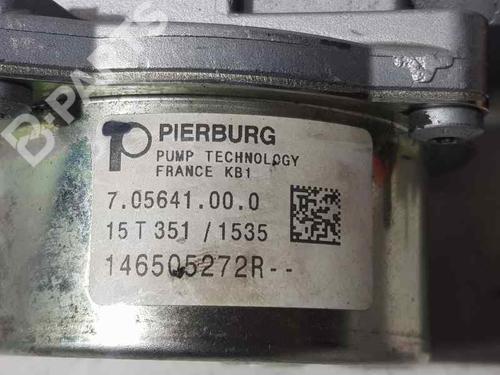 B-PARTS
PIERBURG
PUMP TECHNOLOGY
FRANCE KB1
7.05641.00.0
15 T 351 / 1535
146505272R--